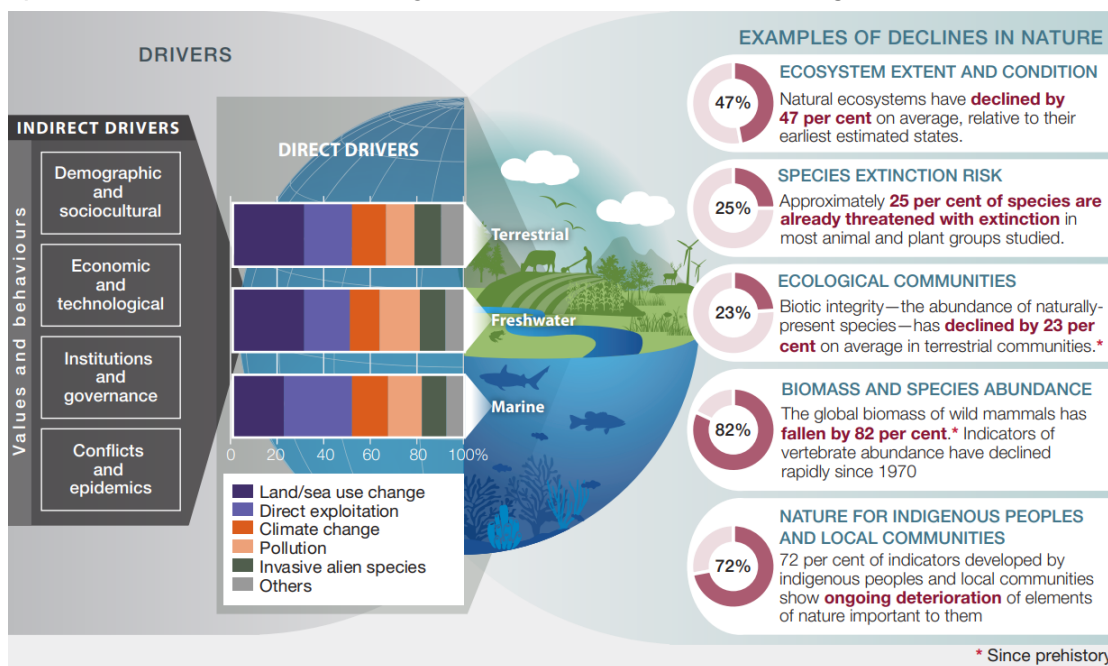 DRIVERS
INDIRECT DRIVERS
Values and behaviours
Demographic
and
sociocultural
Economic
and
technological
Institutions
and
governance
Conflicts
and
epidemics
DIRECT DRIVERS
Terrestrial
Freshwater
Marine
0 20 40 60 80 100%
Land/sea use change
Direct exploitation
Climate change
Pollution
Invasive alien species
Others
EXAMPLES OF DECLINES IN NATURE
47%
ECOSYSTEM EXTENT AND CONDITION
Natural ecosystems have declined by
47 per cent on average, relative to their
earliest estimated states.
25%
SPECIES EXTINCTION RISK
Approximately 25 per cent of species are
already threatened with extinction in
most animal and plant groups studied.
23%
ECOLOGICAL COMMUNITIES
Biotic integrity—the abundance of naturally-
present species—has declined by 23 per
cent on average in terrestrial communities.*
82%
BIOMASS AND SPECIES ABUNDANCE
The global biomass of wild mammals has
fallen by 82 per cent.* Indicators of
vertebrate abundance have declined
rapidly since 1970
72%
NATURE FOR INDIGENOUS PEOPLES
AND LOCAL COMMUNITIES
72 per cent of indicators developed by
indigenous peoples and local communities
show ongoing deterioration of elements
of nature important to them
* Since prehistory